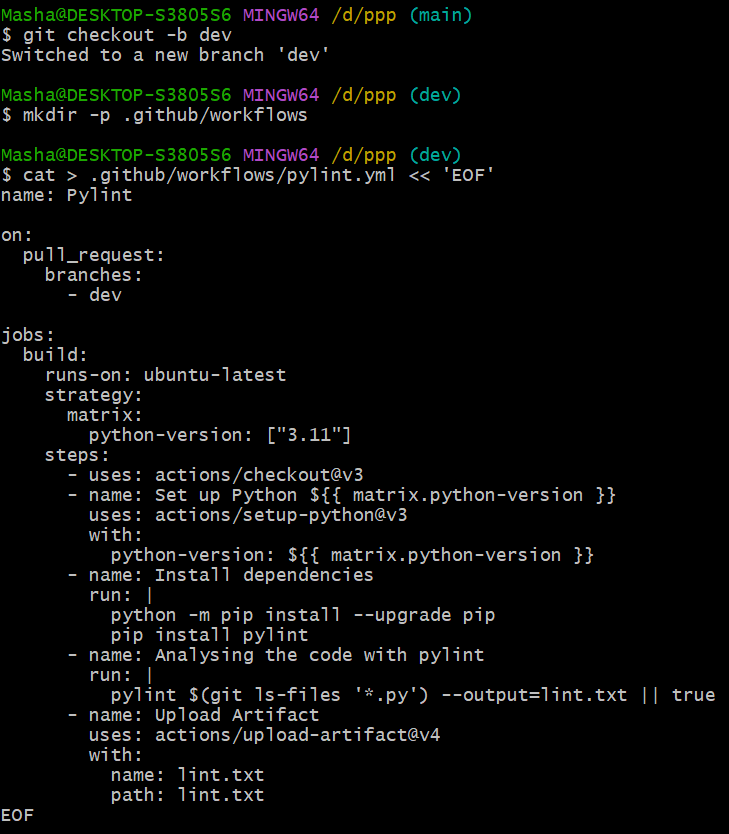 Masha@DESKTOP-S3805S6 MINGW64 /d/ppp (main)
$ git checkout -b dev
Switched to a new branch 'dev'

Masha@DESKTOP-S3805S6 MINGW64 /d/ppp (dev)
$ mkdir -p .github/workflows

Masha@DESKTOP-S3805S6 MINGW64 /d/ppp (dev)
$ cat > .github/workflows/pylint.yml << 'EOF'
name: Pylint

on:
  pull_request:
    branches:
      - dev

jobs:
  build:
    runs-on: ubuntu-latest
    strategy:
      matrix:
        python-version: ["3.11"]
    steps:
      - uses: actions/checkout@v3
      - name: Set up Python ${{ matrix.python-version }}
        uses: actions/setup-python@v3
        with:
          python-version: ${{ matrix.python-version }}
      - name: Install dependencies
        run: |
          python -m pip install --upgrade pip
          pip install pylint
      - name: Analysing the code with pylint
        run: |
          pylint $(git ls-files '*.py') --output=lint.txt || true
      - name: Upload Artifact
        uses: actions/upload-artifact@v4
        with:
          name: lint.txt
          path: lint.txt
EOF